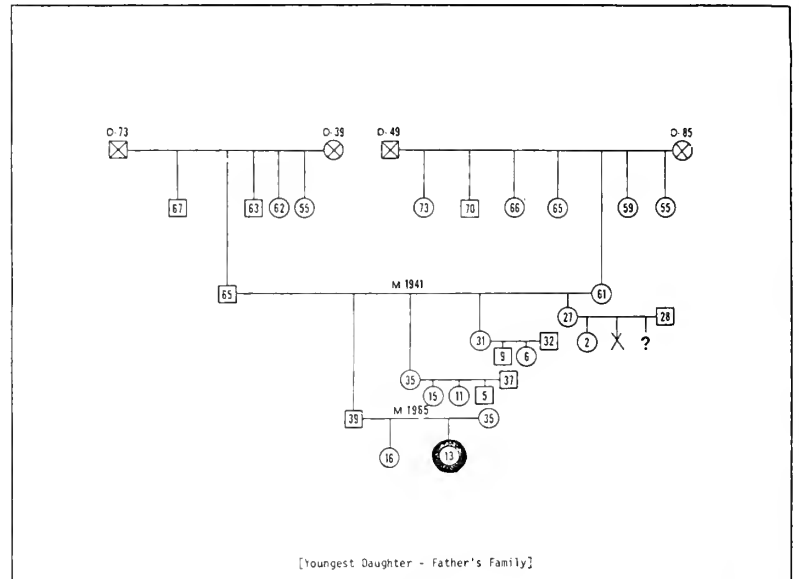 D-73 D-39 D-49 D-85
67 63 62 55 73 70 66 65 59 55
M 1941
65 61
27 28
31 9 6 32 2 ?
35 15 11 5 37
M 1965
39 35
16 13
[Youngest Daughter - Father's Family]